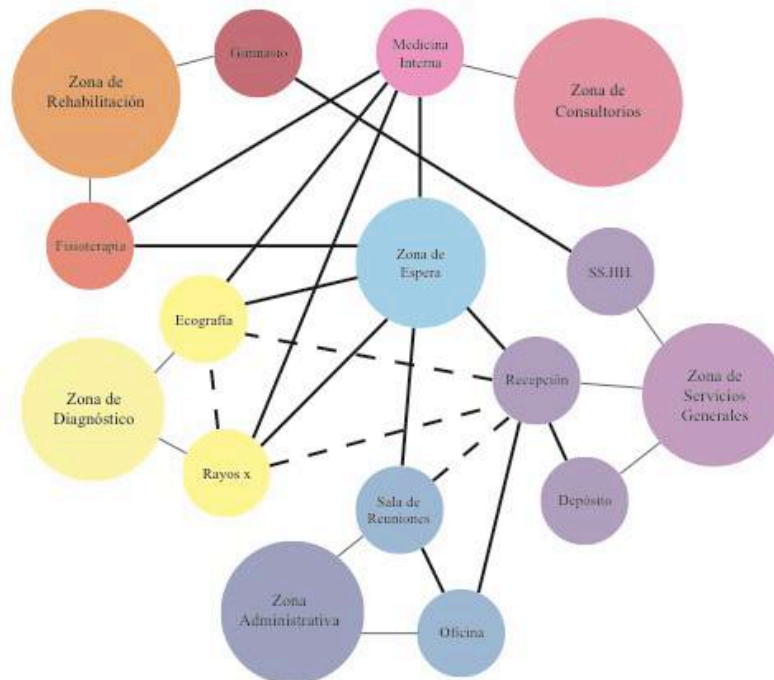 Gimnasio
Medicina
Interna
Zona de
Rehabilitación
Zona de
Consultorios
Fisioterapia
Zona de
Espera
SS.HH.
Ecografía
Recepción
Zona de
Servicios
Generales
Zona de
Diagnóstico
Rayos x
Sala de
Reuniones
Depósito
Zona
Administrativa
Oficina